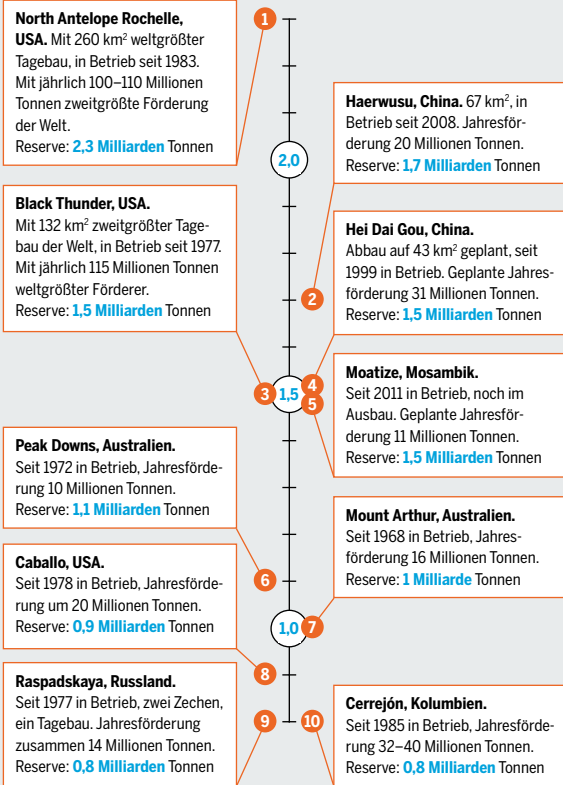 North Antelope Rochelle,
USA. Mit 260 km² weltgrößter
Tagebau, in Betrieb seit 1983.
Mit jährlich 100–110 Millionen
Tonnen zweitgrößte Förderung
der Welt.
Reserve: 2,3 Milliarden Tonnen
1
Haerwusu, China. 67 km², in
Betrieb seit 2008. Jahresför-
derung 20 Millionen Tonnen.
Reserve: 1,7 Milliarden Tonnen
2,0
Black Thunder, USA.
Mit 132 km² zweitgrößter Tage-
bau der Welt, in Betrieb seit 1977.
Mit jährlich 115 Millionen Tonnen
weltgrößter Förderer.
Reserve: 1,5 Milliarden Tonnen
Hei Dai Gou, China.
Abbau auf 43 km² geplant, seit
1999 in Betrieb. Geplante Jahres-
förderung 31 Millionen Tonnen.
Reserve: 1,5 Milliarden Tonnen
2
3
1,5
4
5
Moatize, Mosambik.
Seit 2011 in Betrieb, noch im
Ausbau. Geplante Jahresför-
derung 11 Millionen Tonnen.
Reserve: 1,5 Milliarden Tonnen
Peak Downs, Australien.
Seit 1972 in Betrieb, Jahresförde-
rung 10 Millionen Tonnen.
Reserve: 1,1 Milliarden Tonnen
Mount Arthur, Australien.
Seit 1968 in Betrieb, Jahres-
förderung 16 Millionen Tonnen.
Reserve: 1 Milliarde Tonnen
Caballo, USA.
Seit 1978 in Betrieb, Jahresförde-
rung um 20 Millionen Tonnen.
Reserve: 0,9 Milliarden Tonnen
6
1,0
7
8
Raspadskaya, Russland.
Seit 1977 in Betrieb, zwei Zechen,
ein Tagebau. Jahresförderung
zusammen 14 Millionen Tonnen.
Reserve: 0,8 Milliarden Tonnen
9
10
Cerrejón, Kolumbien.
Seit 1985 in Betrieb, Jahresförde-
rung 32–40 Millionen Tonnen.
Reserve: 0,8 Milliarden Tonnen